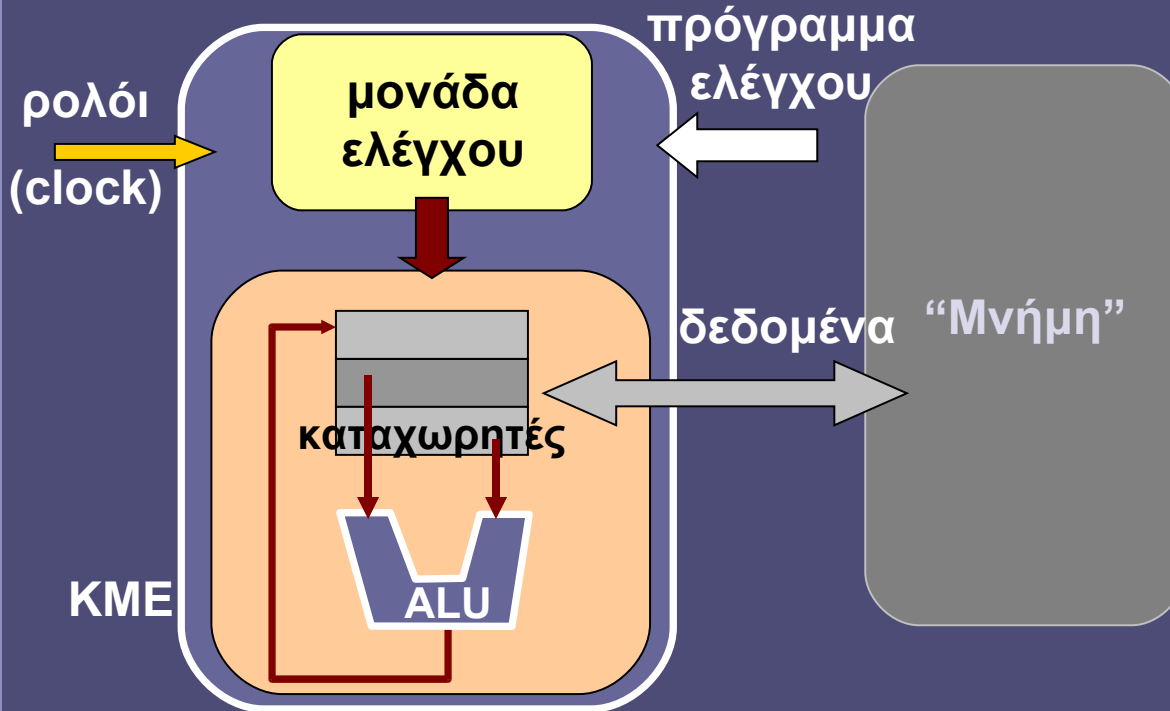 πρόγραμμα
ελέγχου
ρολόι
(clock)
μονάδα
ελέγχου
δεδομένα
“Μνήμη”
καταχωρητές
ALU
ΚΜΕ